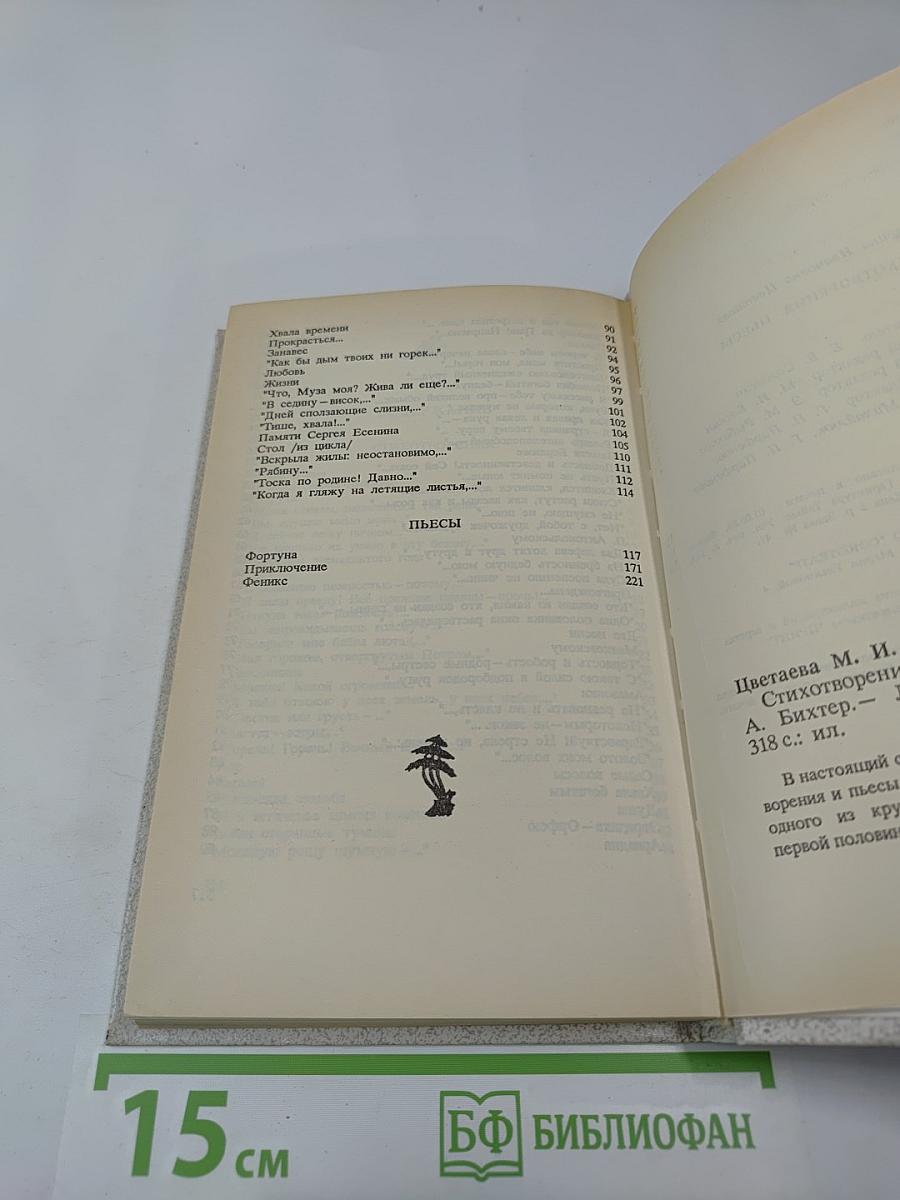 Хвала времени 90
Прокрасться... 91
Занавес 92
"Как бы дым твоих ни горек..." 94
Любовь 95
Жизни 96
"Что, Муза моя? Жива ли еще?..." 97
"В седину — висок,..." 99
"Дней сползающие слизни,..." 101
"Тише, хвала!..." 102
Памяти Сергея Есенина 104
Стол /из цикла/ 105
"Вскрыла жилы: неостановимо,..." 110
"Рябину..." 111
"Тоска по родине! Давно..." 112
"Когда я гляжу на летящие листья,..." 114
ПЬЕСЫ
Фортуна 117
Приключение 171
Феникс 221
Цветаева М. И.
Стихотворени
А. Бихтер.—
318 с.: ил.
В настоящий с
ворения и пьесы
одного из кру
первой половин
15 см
БФ БИБЛИОФАН